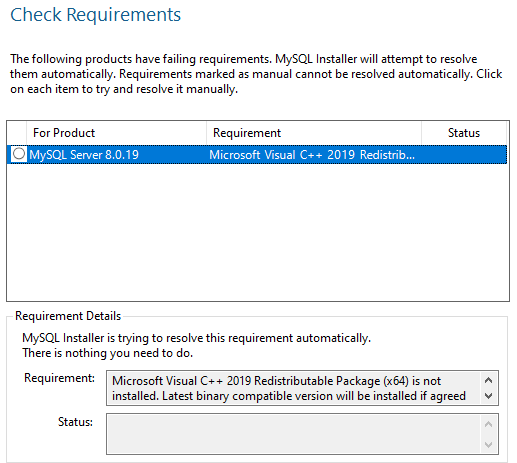 Check Requirements
The following products have failing requirements. MySQL Installer will attempt to resolve
them automatically. Requirements marked as manual cannot be resolved automatically. Click
on each item to try and resolve it manually.
For Product Requirement Status
MySQL Server 8.0.19 Microsoft Visual C++ 2019 Redistrib...
Requirement Details
MySQL Installer is trying to resolve this requirement automatically.
There is nothing you need to do.
Requirement: Microsoft Visual C++ 2019 Redistributable Package (x64) is not
installed. Latest binary compatible version will be installed if agreed
Status: